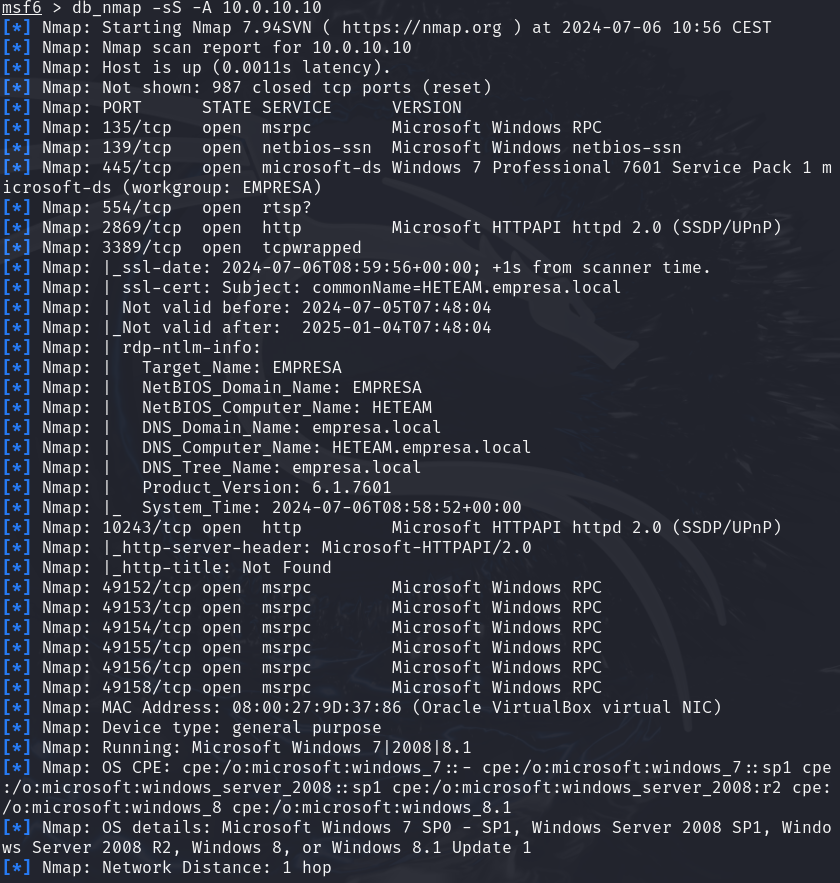 msf6 > db_nmap -sS -A 10.0.10.10
[*] Nmap: Starting Nmap 7.94SVN ( https://nmap.org ) at 2024-07-06 10:56 CEST
[*] Nmap: Nmap scan report for 10.0.10.10
[*] Nmap: Host is up (0.0011s latency).
[*] Nmap: Not shown: 987 closed tcp ports (reset)
[*] Nmap: PORT      STATE SERVICE      VERSION
[*] Nmap: 135/tcp   open  msrpc        Microsoft Windows RPC
[*] Nmap: 139/tcp   open  netbios-ssn  Microsoft Windows netbios-ssn
[*] Nmap: 445/tcp   open  microsoft-ds Windows 7 Professional 7601 Service Pack 1 m
icrosoft-ds (workgroup: EMPRESA)
[*] Nmap: 554/tcp   open  rtsp?
[*] Nmap: 2869/tcp  open  http         Microsoft HTTPAPI httpd 2.0 (SSDP/UPnP)
[*] Nmap: 3389/tcp  open  tcpwrapped
[*] Nmap: |_ssl-date: 2024-07-06T08:59:56+00:00; +1s from scanner time.
[*] Nmap: | ssl-cert: Subject: commonName=HETEAM.empresa.local
[*] Nmap: | Not valid before: 2024-07-05T07:48:04
[*] Nmap: |_Not valid after:  2025-01-04T07:48:04
[*] Nmap: | rdp-ntlm-info:
[*] Nmap: |   Target_Name: EMPRESA
[*] Nmap: |   NetBIOS_Domain_Name: EMPRESA
[*] Nmap: |   NetBIOS_Computer_Name: HETEAM
[*] Nmap: |   DNS_Domain_Name: empresa.local
[*] Nmap: |   DNS_Computer_Name: HETEAM.empresa.local
[*] Nmap: |   DNS_Tree_Name: empresa.local
[*] Nmap: |   Product_Version: 6.1.7601
[*] Nmap: |_  System_Time: 2024-07-06T08:58:52+00:00
[*] Nmap: 10243/tcp open  http         Microsoft HTTPAPI httpd 2.0 (SSDP/UPnP)
[*] Nmap: |_http-server-header: Microsoft-HTTPAPI/2.0
[*] Nmap: |_http-title: Not Found
[*] Nmap: 49152/tcp open  msrpc        Microsoft Windows RPC
[*] Nmap: 49153/tcp open  msrpc        Microsoft Windows RPC
[*] Nmap: 49154/tcp open  msrpc        Microsoft Windows RPC
[*] Nmap: 49155/tcp open  msrpc        Microsoft Windows RPC
[*] Nmap: 49156/tcp open  msrpc        Microsoft Windows RPC
[*] Nmap: 49158/tcp open  msrpc        Microsoft Windows RPC
[*] Nmap: MAC Address: 08:00:27:9D:37:86 (Oracle VirtualBox virtual NIC)
[*] Nmap: Device type: general purpose
[*] Nmap: Running: Microsoft Windows 7|2008|8.1
[*] Nmap: OS CPE: cpe:/o:microsoft:windows_7::- cpe:/o:microsoft:windows_7::sp1 cpe
:/o:microsoft:windows_server_2008::sp1 cpe:/o:microsoft:windows_server_2008:r2 cpe:
/o:microsoft:windows_8 cpe:/o:microsoft:windows_8.1
[*] Nmap: OS details: Microsoft Windows 7 SP0 - SP1, Windows Server 2008 SP1, Windo
ws Server 2008 R2, Windows 8, or Windows 8.1 Update 1
[*] Nmap: Network Distance: 1 hop